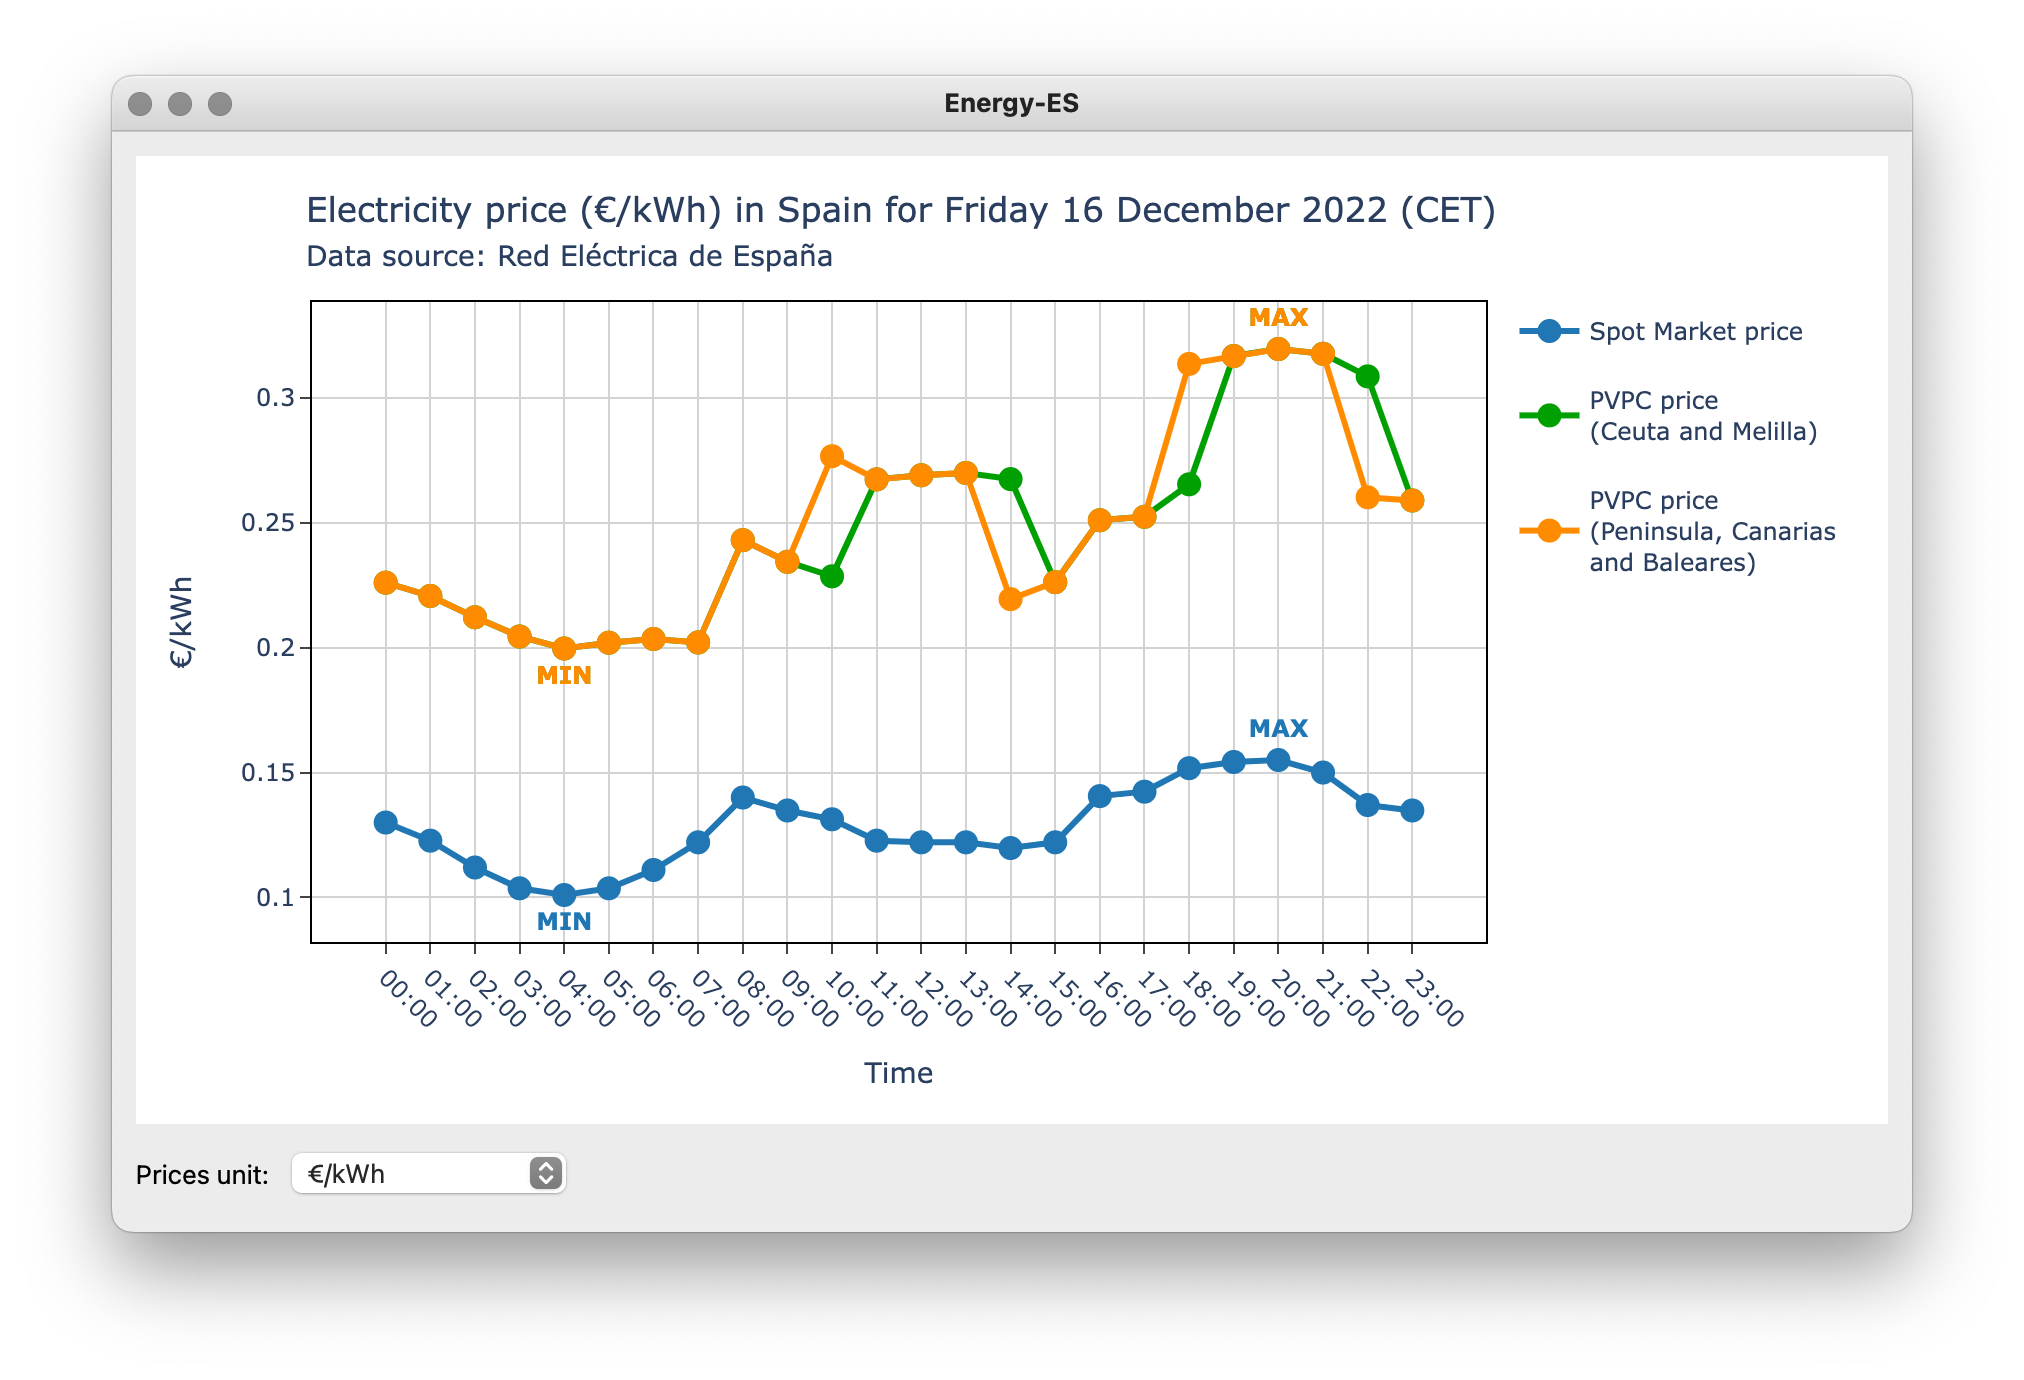 Energy-ES
Electricity price (€/kWh) in Spain for Friday 16 December 2022 (CET)
Data source: Red Eléctrica de España
MAX
Spot Market price
PVPC price
(Ceuta and Melilla)
PVPC price
(Peninsula, Canarias
and Baleares)
0.3
0.25
0.2
0.15
0.1
€/kWh
MIN
MAX
MIN
00:00
01:00
02:00
03:00
04:00
05:00
06:00
07:00
08:00
09:00
10:00
11:00
12:00
13:00
14:00
15:00
16:00
17:00
18:00
19:00
20:00
21:00
22:00
23:00
Time
Prices unit: €/kWh